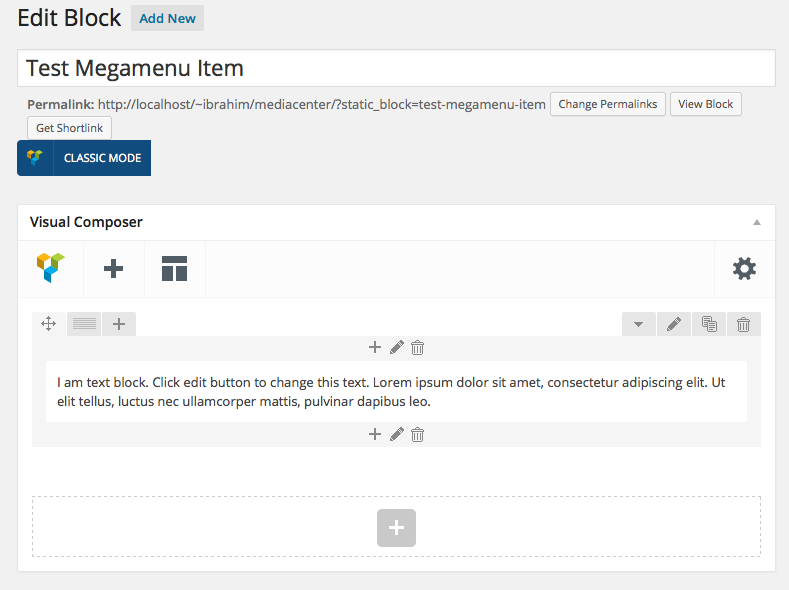 Edit Block Add New
Test Megamenu Item
Permalink: http://localhost/~ibrahim/mediacenter/?static_block=test-megamenu-item Change Permalinks View Block
Get Shortlink
CLASSIC MODE
Visual Composer
I am text block. Click edit button to change this text. Lorem ipsum dolor sit amet, consectetur adipiscing elit. Ut
elit tellus, luctus nec ullamcorper mattis, pulvinar dapibus leo.